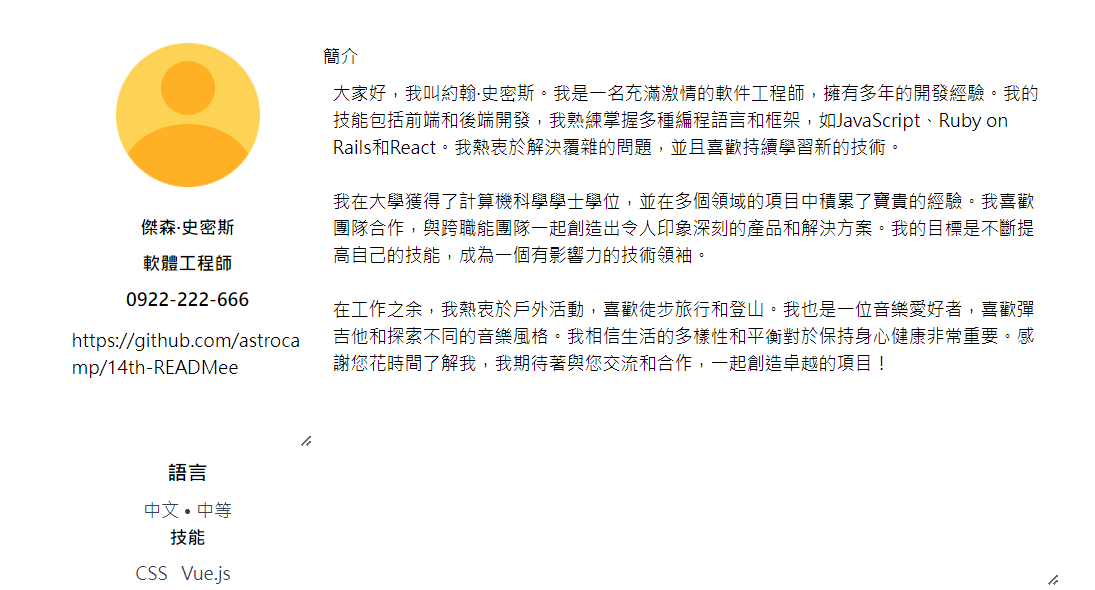 傑森·史密斯
軟體工程師
0922-222-666
https://github.com/astroca
mp/14th-READMee
語言
中文 • 中等
技能
CSS Vue.js
簡介
大家好，我叫約翰·史密斯。我是一名充滿激情的軟件工程師，擁有多年的開發經驗。我的
技能包括前端和後端開發，我熟練掌握多種編程語言和框架，如JavaScript、Ruby on
Rails和React。我熱衷於解決覆雜的問題，並且喜歡持續學習新的技術。
我在大學獲得了計算機科學學士學位，並在多個領域的項目中積累了寶貴的經驗。我喜歡
團隊合作，與跨職能團隊一起創造出令人印象深刻的產品和解決方案。我的目標是不斷提
高自己的技能，成為一個有影響力的技術領袖。
在工作之余，我熱衷於戶外活動，喜歡徒步旅行和登山。我也是一位音樂愛好者，喜歡彈
吉他和探索不同的音樂風格。我相信生活的多樣性和平衡對於保持身心健康非常重要。感
謝您花時間了解我，我期待著與您交流和合作，一起創造卓越的項目！